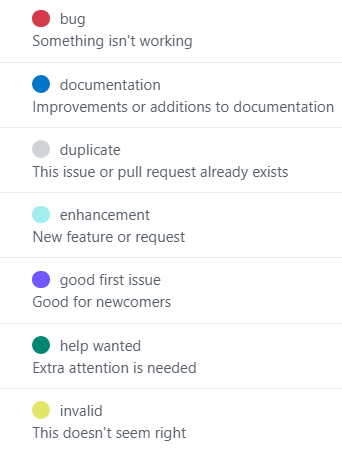 bug
Something isn't working
documentation
Improvements or additions to documentation
duplicate
This issue or pull request already exists
enhancement
New feature or request
good first issue
Good for newcomers
help wanted
Extra attention is needed
invalid
This doesn't seem right